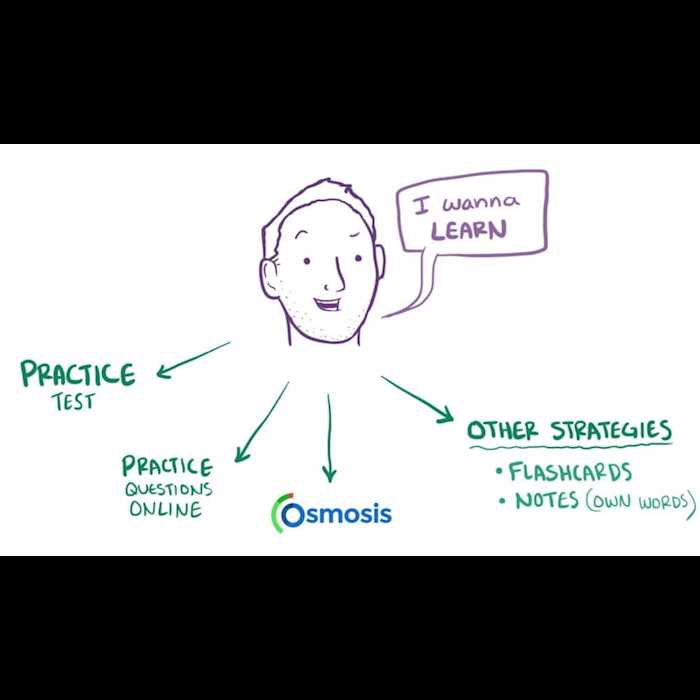 I wanna
LEARN
PRACTICE
TEST
PRACTICE
QUESTIONS
ONLINE
Osmosis
OTHER STRATEGIES
• FLASHCARDS
• NOTES (OWN WORDS)